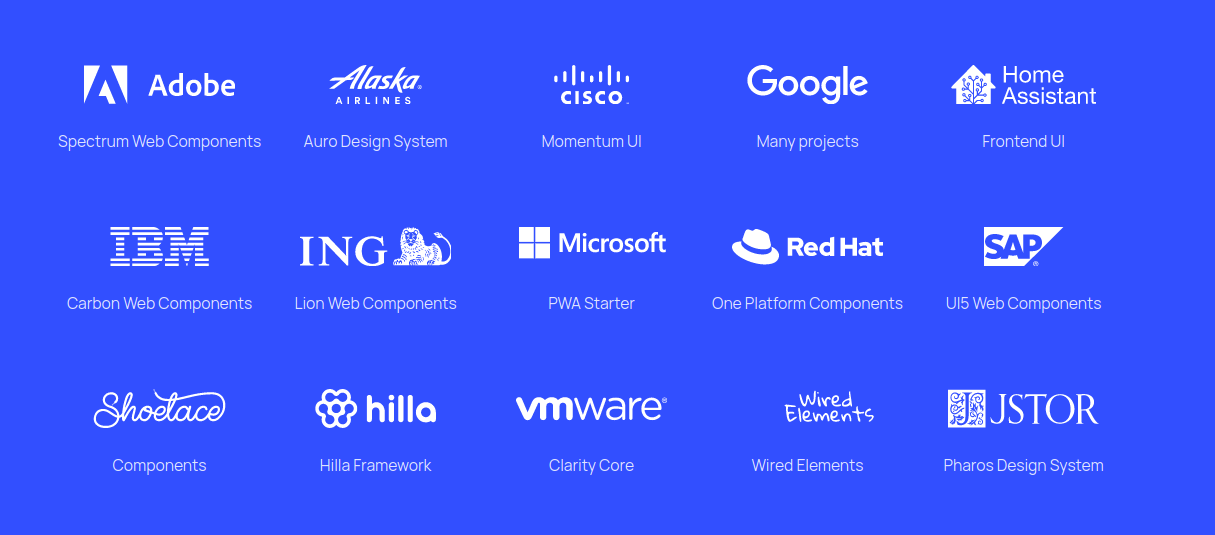 Adobe
Alaska® AIRLINES
CISCO
Google
Home Assistant
Spectrum Web Components
Auro Design System
Momentum UI
Many projects
Frontend UI
IBM
ING
Microsoft
Red Hat
SAP®
Carbon Web Components
Lion Web Components
PWA Starter
One Platform Components
UI5 Web Components
Shoelace
hilla
vmware®
Wired Elements
JSTOR
Components
Hilla Framework
Clarity Core
Wired Elements
Pharos Design System